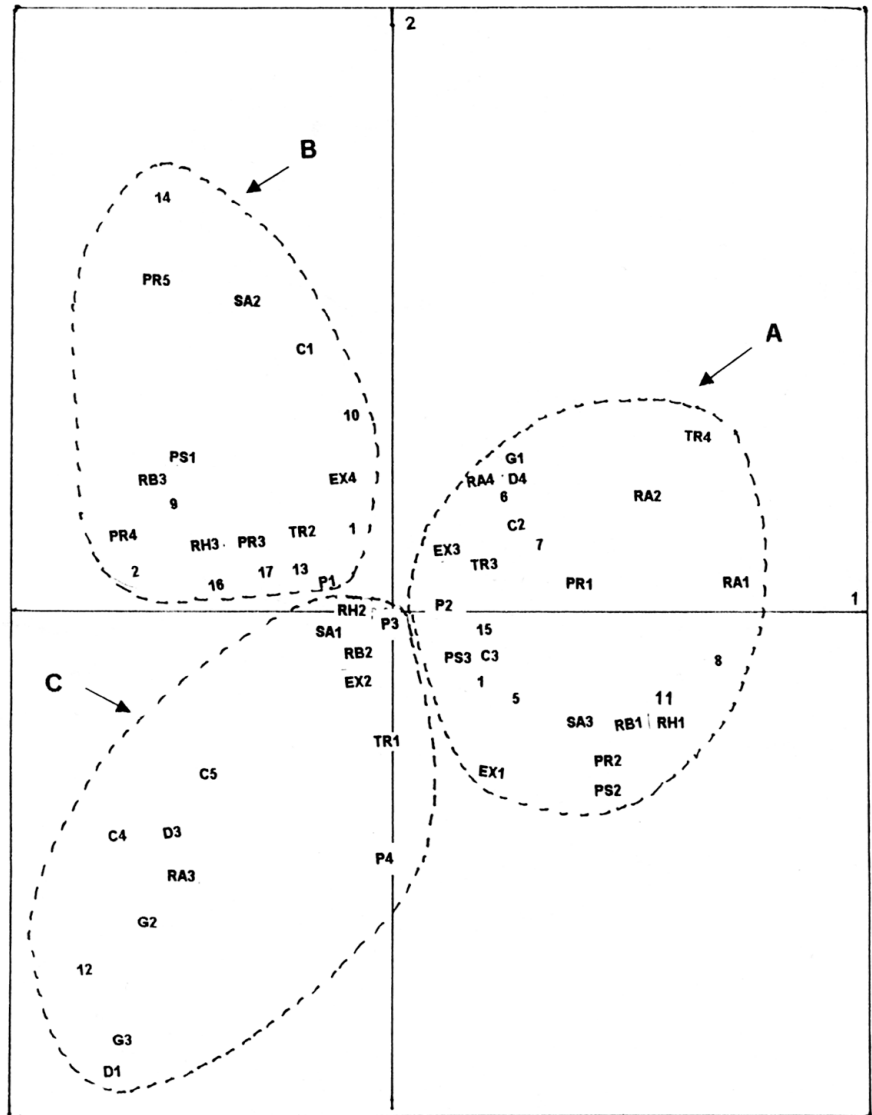 2
B
14
PR5
SA2
C1
A
10
TR4
PS1
G1
RB3
EX4
RA4
D4
9
6
RA2
PR4
TR2
1
C2
RH3
PR3
7
EX3
TR3
2
16
17
13
P1
PR1
RA1
1
RH2
P2
P3
SA1
15
RB2
PS3
C3
8
C
EX2
1
5
11
SA3
RB1
RH1
TR1
PR2
C5
EX1
PS2
C4
D3
P4
RA3
G2
12
G3
D1